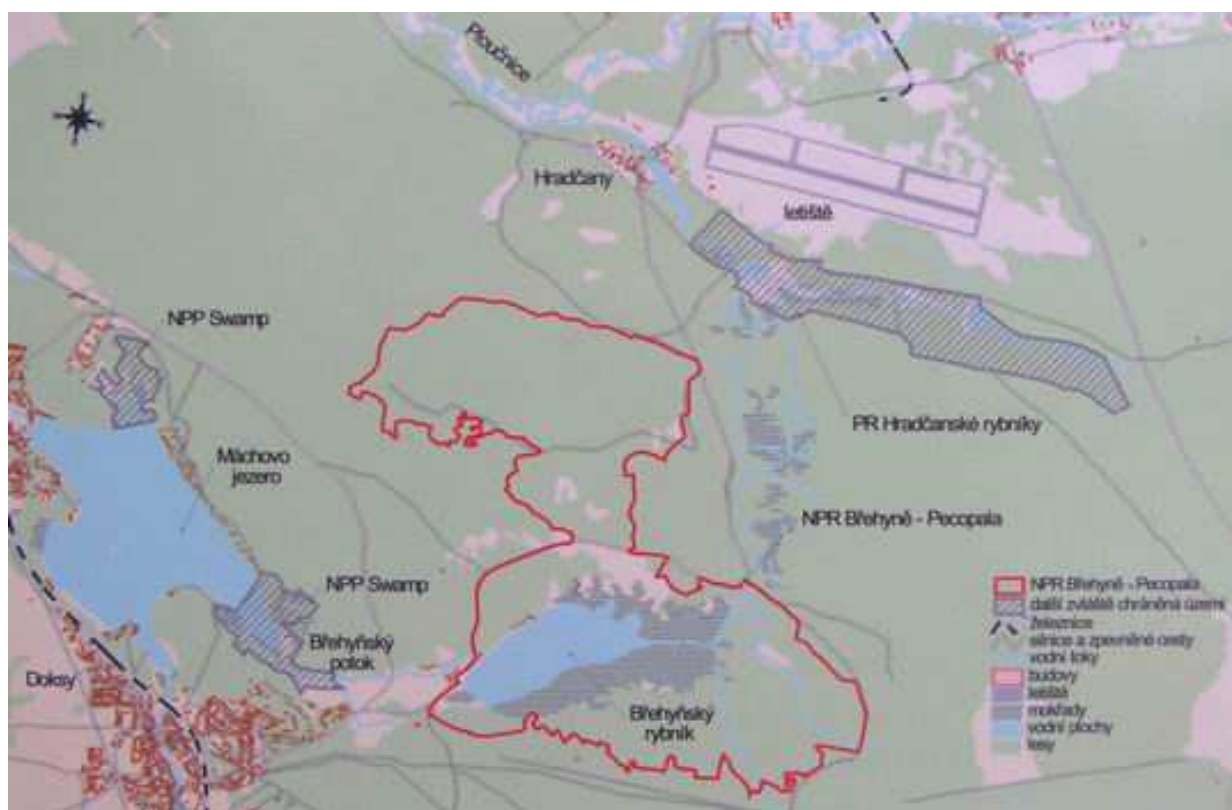 Ploučnice
Hradčany
letiště
NPP Swamp
PR Hradčanské rybníky
Máchovo
jezero
NPR Břehyně - Pecopala
NPP Swamp
Břehyňský
potok
Doksy
Břehyňský
rybník
NPR Břehyně - Pecopala
další zvláště chráněná území
železnice
silnice a zpevněné cesty
vodní toky
budovy
letiště
mokřady
vodní plochy
lesy